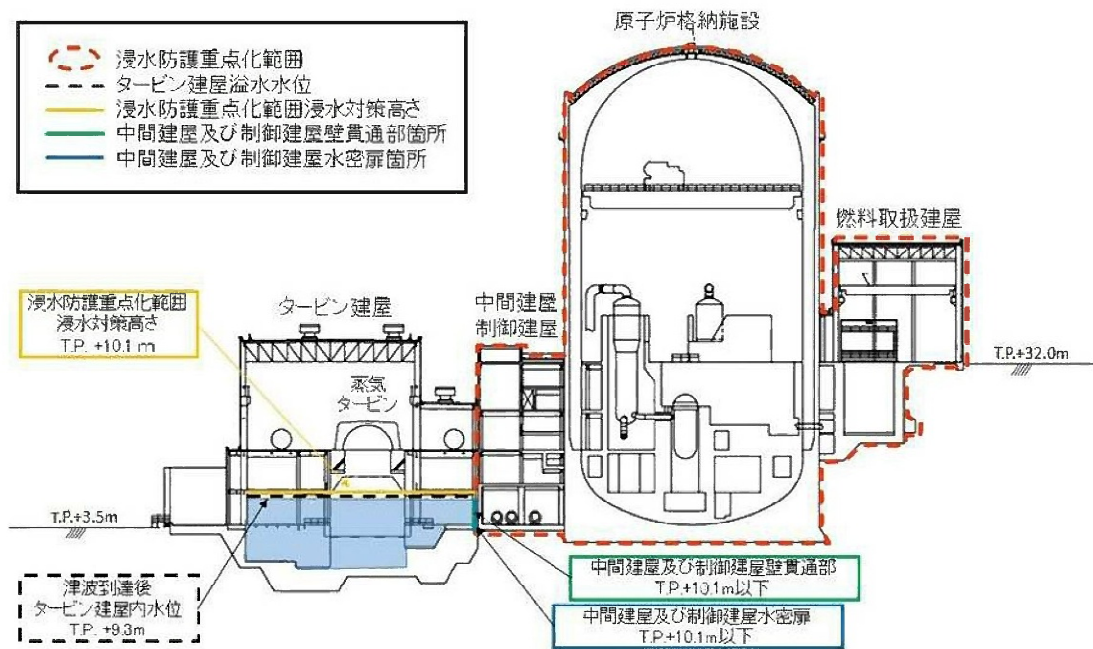 原子炉格納施設
浸水防護重点化範囲
タービン建屋溢水水位
浸水防護重点化範囲浸水対策高さ
中間建屋及び制御建屋壁貫通部箇所
中間建屋及び制御建屋水密扉箇所
燃料取扱建屋
浸水防護重点化範囲
浸水対策高さ
T.P. +10.1 m
タービン建屋
中間建屋
制御建屋
T.P.+32.0m
蒸気
タービン
T.P.+3.5m
中間建屋及び制御建屋壁貫通部
T.P.+10.1m以下
津波到達後
タービン建屋内水位
T.P. +9.3m
中間建屋及び制御建屋水密扉
T.P.+10.1m以下